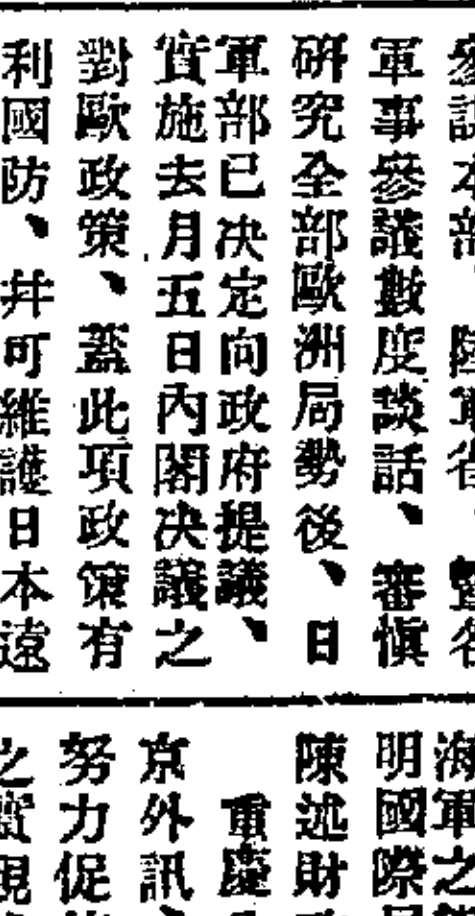 參謀本部、陸軍省、暨各
軍事參議數度談話、審愼
研究全部歐洲局勢後、日
軍部已决定向政府提議、
實施去月五日內閣决議之
對歐政策、蓋此項政策有
利國防、幷可維護日本遠
海軍之
明國際
陳述財
重慶
京外訊、
努力促
之實現